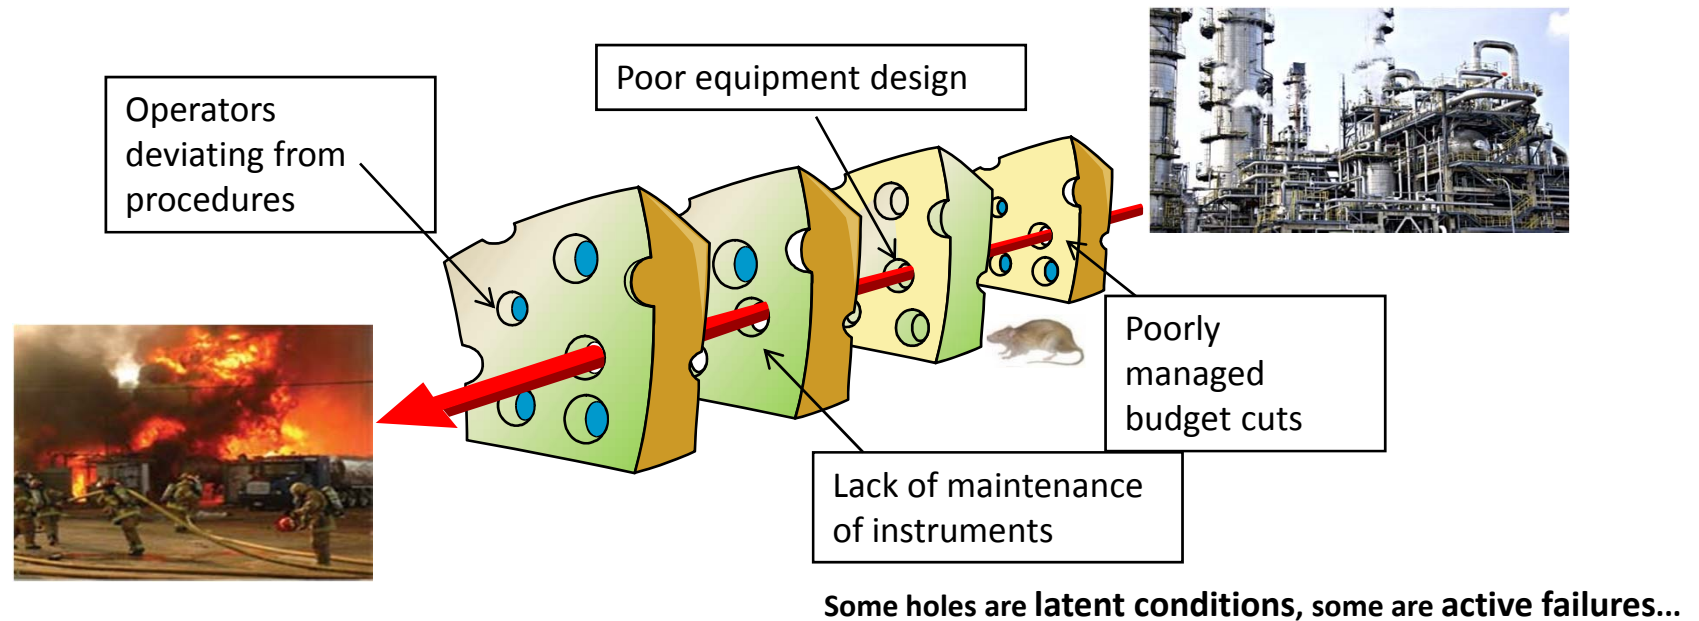 Operators
deviating from
procedures
Poor equipment design
Poorly
managed
budget cuts
Lack of maintenance
of instruments
Some holes are latent conditions, some are active failures...